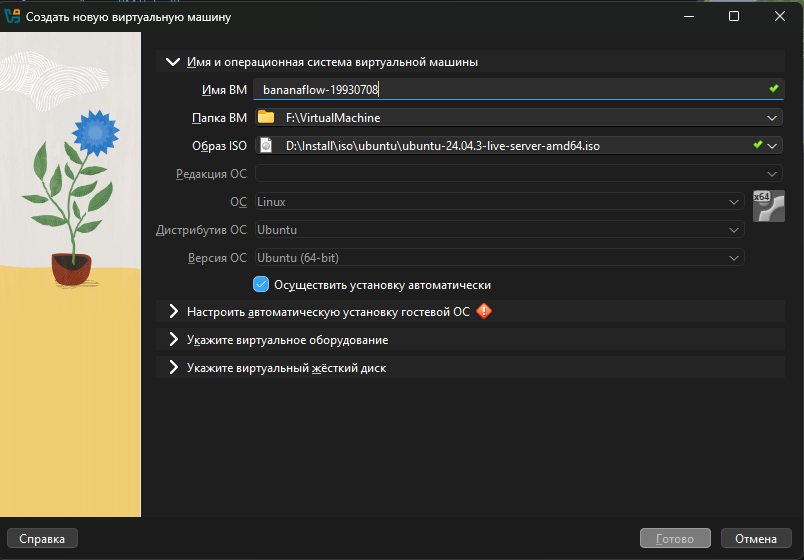 Создать новую виртуальную машину
Имя и операционная система виртуальной машины
Имя ВМ bananaflow-19930708
Папка ВМ F:\VirtualMachine
Образ ISO D:\Install\iso\ubuntu\ubuntu-24.04.3-live-server-amd64.iso
Редакция ОС
ОС Linux x64
Дистрибутив ОС Ubuntu
Версия ОС Ubuntu (64-bit)
Осуществить установку автоматически
Настроить автоматическую установку гостевой ОС
Укажите виртуальное оборудование
Укажите виртуальный жёсткий диск
Справка Готово Отмена